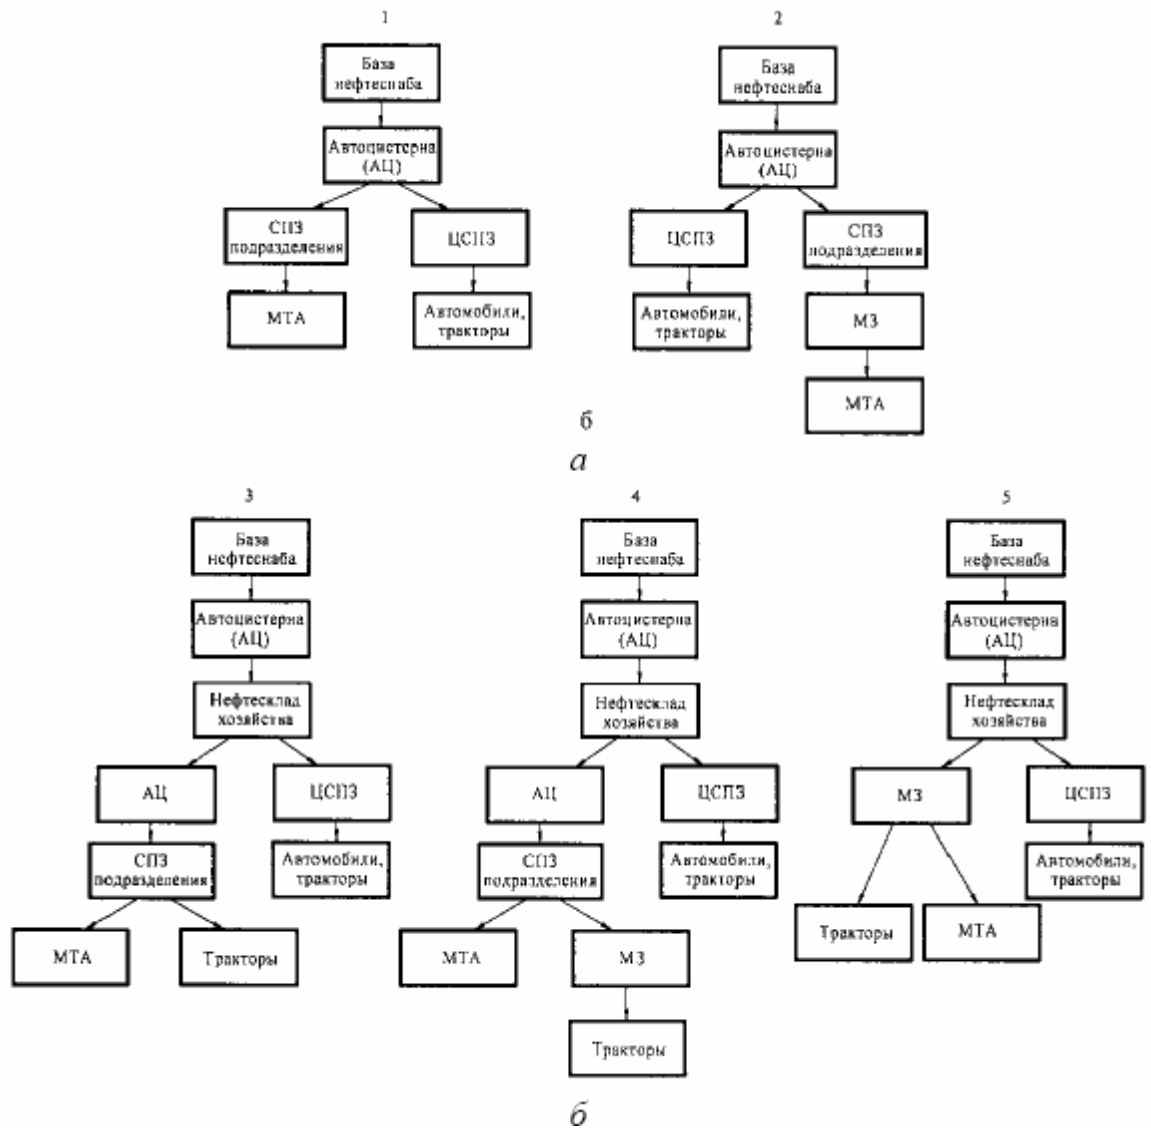 1
База
нефтеснаба
Автоцистерна
(АЦ)
СПЗ
подразделения
ЦСПЗ
МТА
Автомобили,
тракторы
2
База
нефтеснаба
Автоцистерна
(АЦ)
ЦСПЗ
СПЗ
подразделения
Автомобили,
тракторы
МЗ
МТА
б
а
3
База
нефтеснаба
Автоцистерна
(АЦ)
Нефтесклад
хозяйства
АЦ
ЦСПЗ
СПЗ
подразделения
Автомобили,
тракторы
МТА
Тракторы
4
База
нефтеснаба
Автоцистерна
(АЦ)
Нефтесклад
хозяйства
АЦ
ЦСПЗ
СПЗ
подразделения
Автомобили,
тракторы
МТА
МЗ
Тракторы
5
База
нефтеснаба
Автоцистерна
(АЦ)
Нефтесклад
хозяйства
МЗ
ЦСПЗ
Автомобили,
тракторы
Тракторы
МТА
б